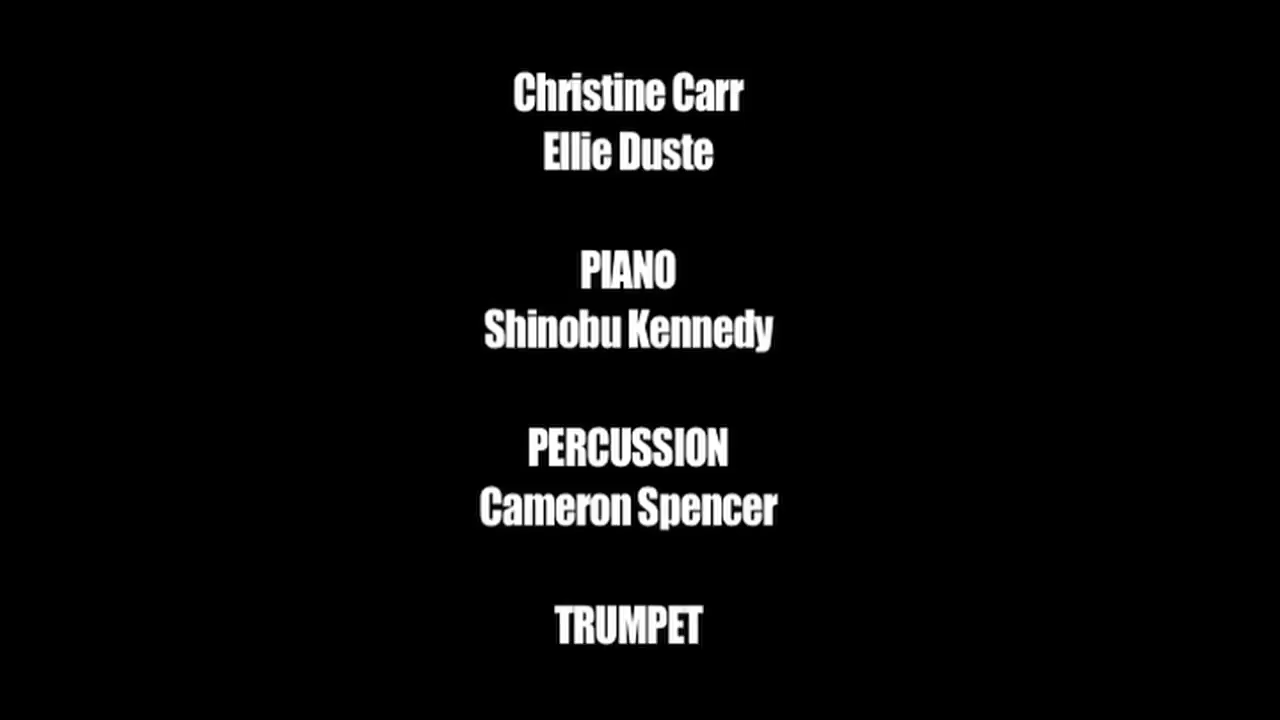 Christine Carr
Ellie Duste
PIANO
Shinobu Kennedy
PERCUSSION
Cameron Spencer
TRUMPET